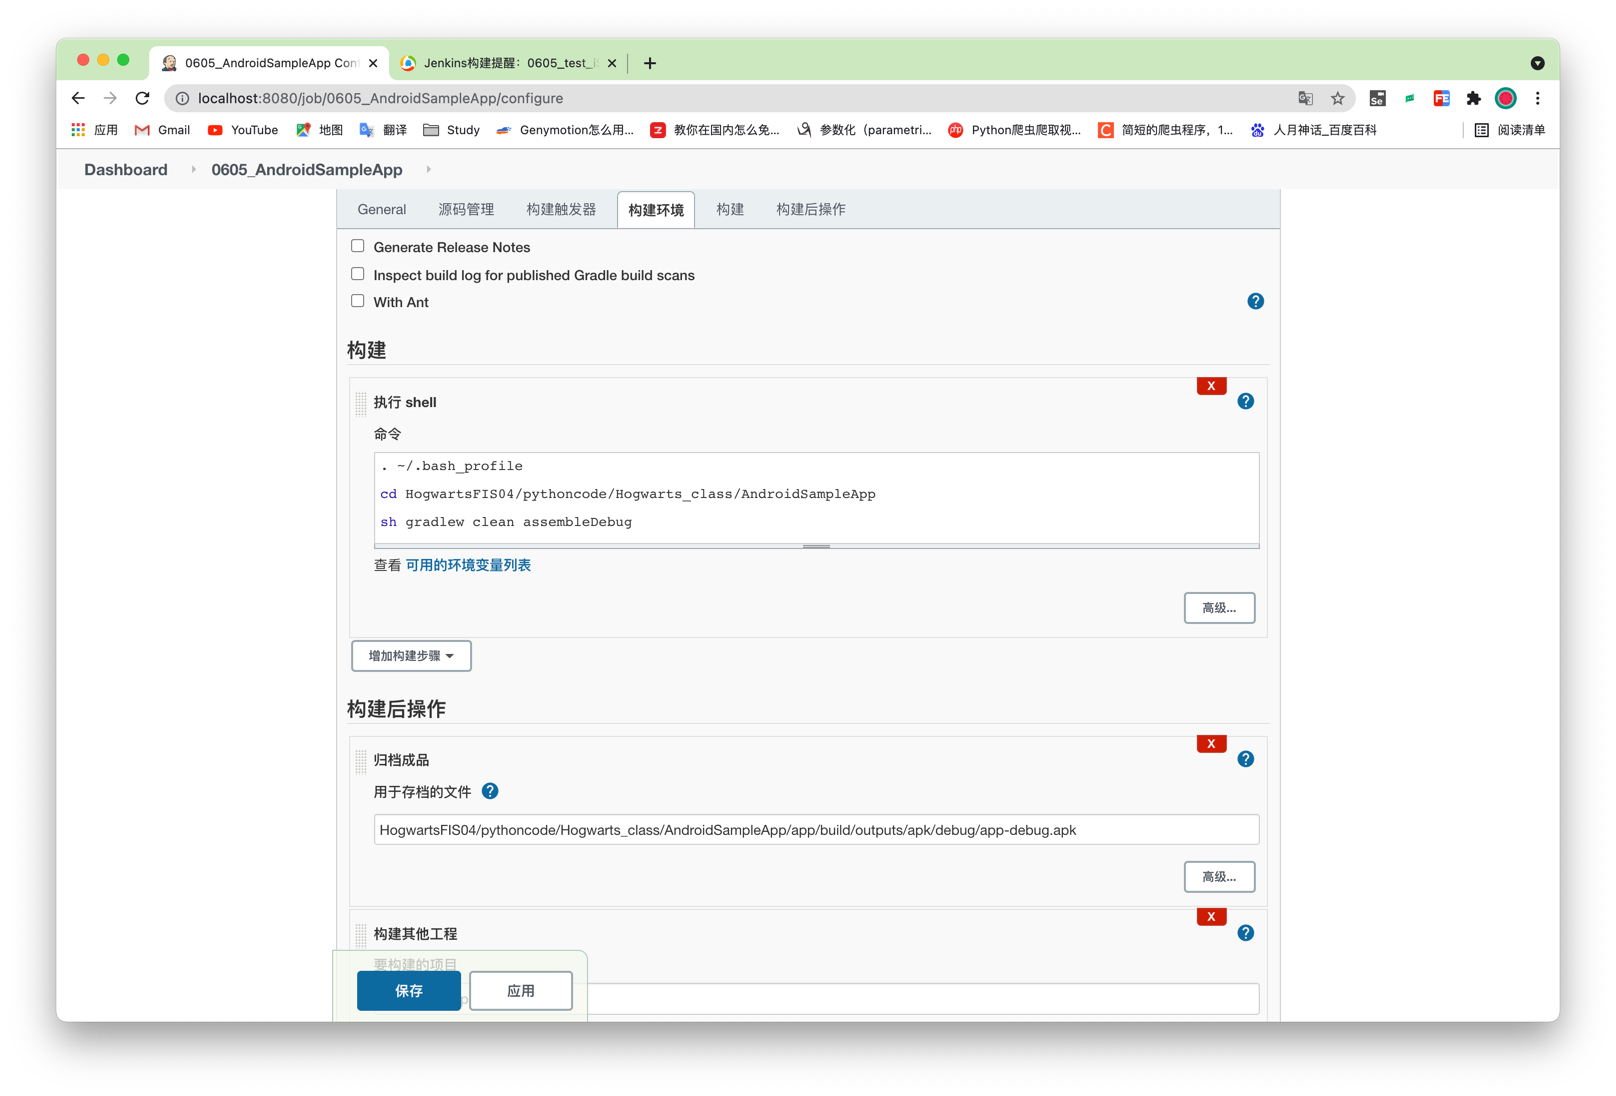 0605_AndroidSampleApp Con
Jenkins构建提醒：0605_test_i
localhost:8080/job/0605_AndroidSampleApp/configure
应用 Gmail YouTube 地图 翻译 Study Genymotion怎么用... 教你在国内怎么免... 参数化（parametri... Python爬虫爬取视... 简短的爬虫程序，1... 人月神话_百度百科 阅读清单
Dashboard 0605_AndroidSampleApp
General 源码管理 构建触发器 构建环境 构建 构建后操作
Generate Release Notes
Inspect build log for published Gradle build scans
With Ant
?
构建
X
执行 shell
?
命令
. ~/.bash_profile
cd HogwartsFIS04/pythoncode/Hogwarts_class/AndroidSampleApp
sh gradlew clean assembleDebug
查看 可用的环境变量列表
高级...
增加构建步骤
构建后操作
X
归档成品
?
用于存档的文件 ?
HogwartsFIS04/pythoncode/Hogwarts_class/AndroidSampleApp/app/build/outputs/apk/debug/app-debug.apk
高级...
X
构建其他工程
?
要构建的项目
保存 应用